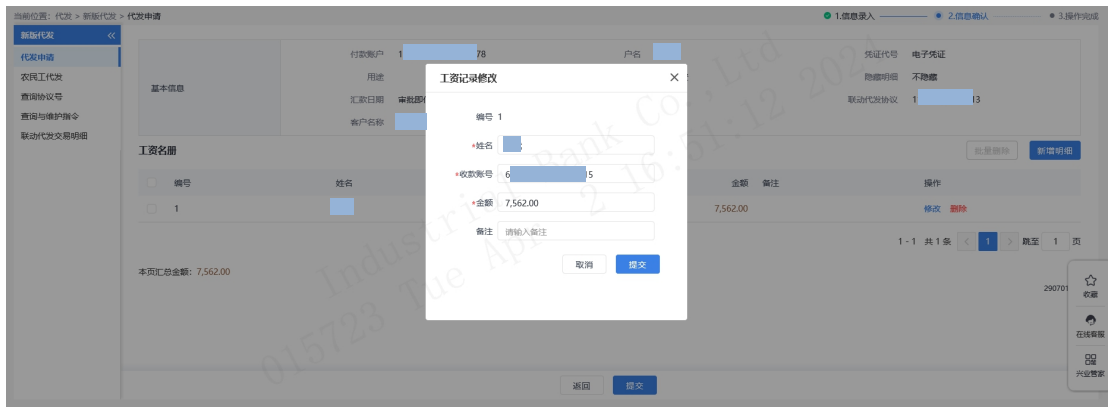 当前位置：代发 > 新版代发 > 代发申请
1.信息录入 2.信息确认 3.操作完成
新版代发
代发申请
农民工代发
查询协议号
查询与维护指令
联动代发交易明细
基本信息
付款账户 1 78 户名 凭证代号 电子凭证
用途 隐藏明细 不隐藏
汇款日期 审批即 联动代发协议 1 13
客户名称
工资名册
批量删除 新增明细
编号 姓名 金额 备注 操作
1 7,562.00 修改 删除
1 - 1 共 1 条 < 1 > 跳至 1 页
本页汇总金额：7,562.00
290701
工资记录修改
编号 1
*姓名
*收款账号 6 15
*金额 7,562.00
备注 请输入备注
取消 提交
返回 提交
收藏
在线客服
兴业管家
Industrial Bank Co., Ltd 202
015723 Tue Apr 2 16:51:12